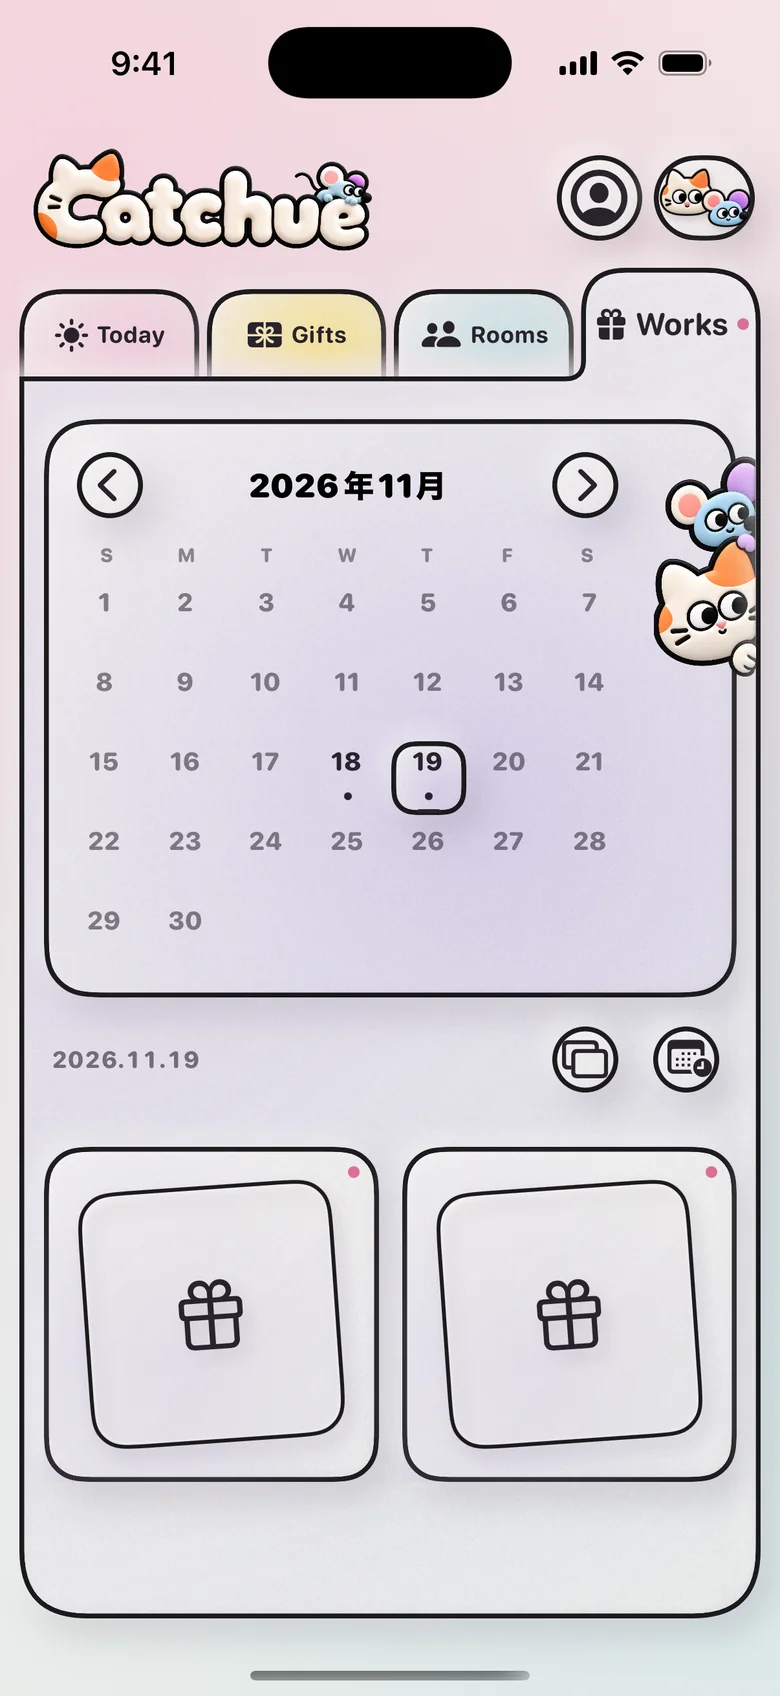 9:41
Catchue
Today Gifts Rooms Works
2026年11月
S M T W T F S
1 2 3 4 5 6 7
8 9 10 11 12 13 14
15 16 17 18 19 20 21
22 23 24 25 26 27 28
29 30
2026.11.19